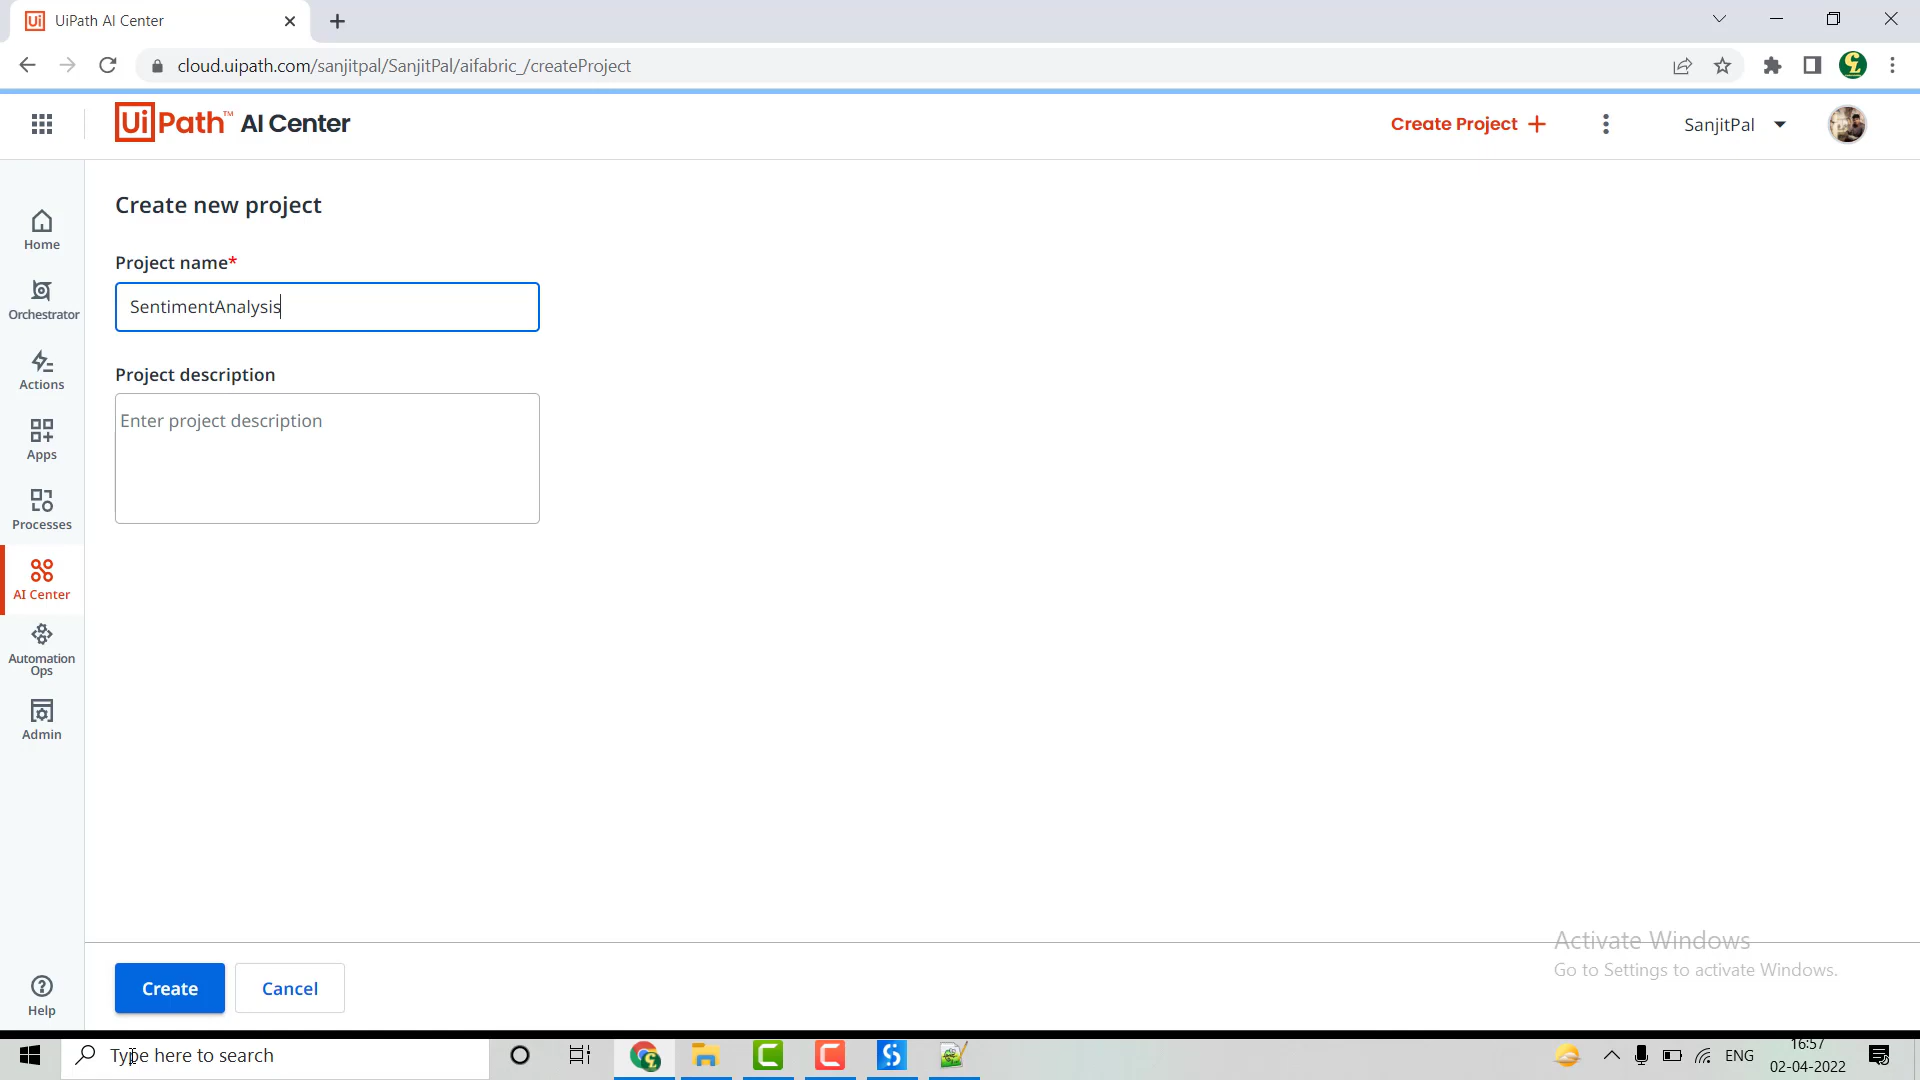 UiPath AI Center
cloud.uipath.com/sanjitpal/SanjitPal/aifabric_/createProject
UiPath™ AI Center
Create Project +
SanjitPal
Home
Orchestrator
Actions
Apps
Processes
AI Center
Automation
Ops
Admin
Help
Create new project
Project name*
SentimentAnalysis
Project description
Enter project description
Create
Cancel
Activate Windows
Go to Settings to activate Windows.
Type here to search
ENG
16:57
02-04-2022